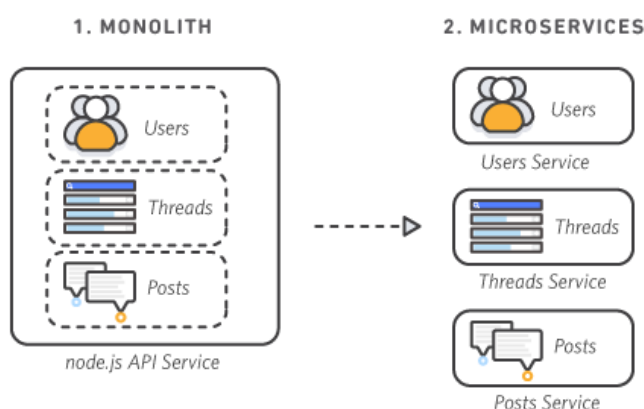 1. MONOLITH
Users
Threads
Posts
node.js API Service
2. MICROSERVICES
Users
Users Service
Threads
Threads Service
Posts
Posts Service